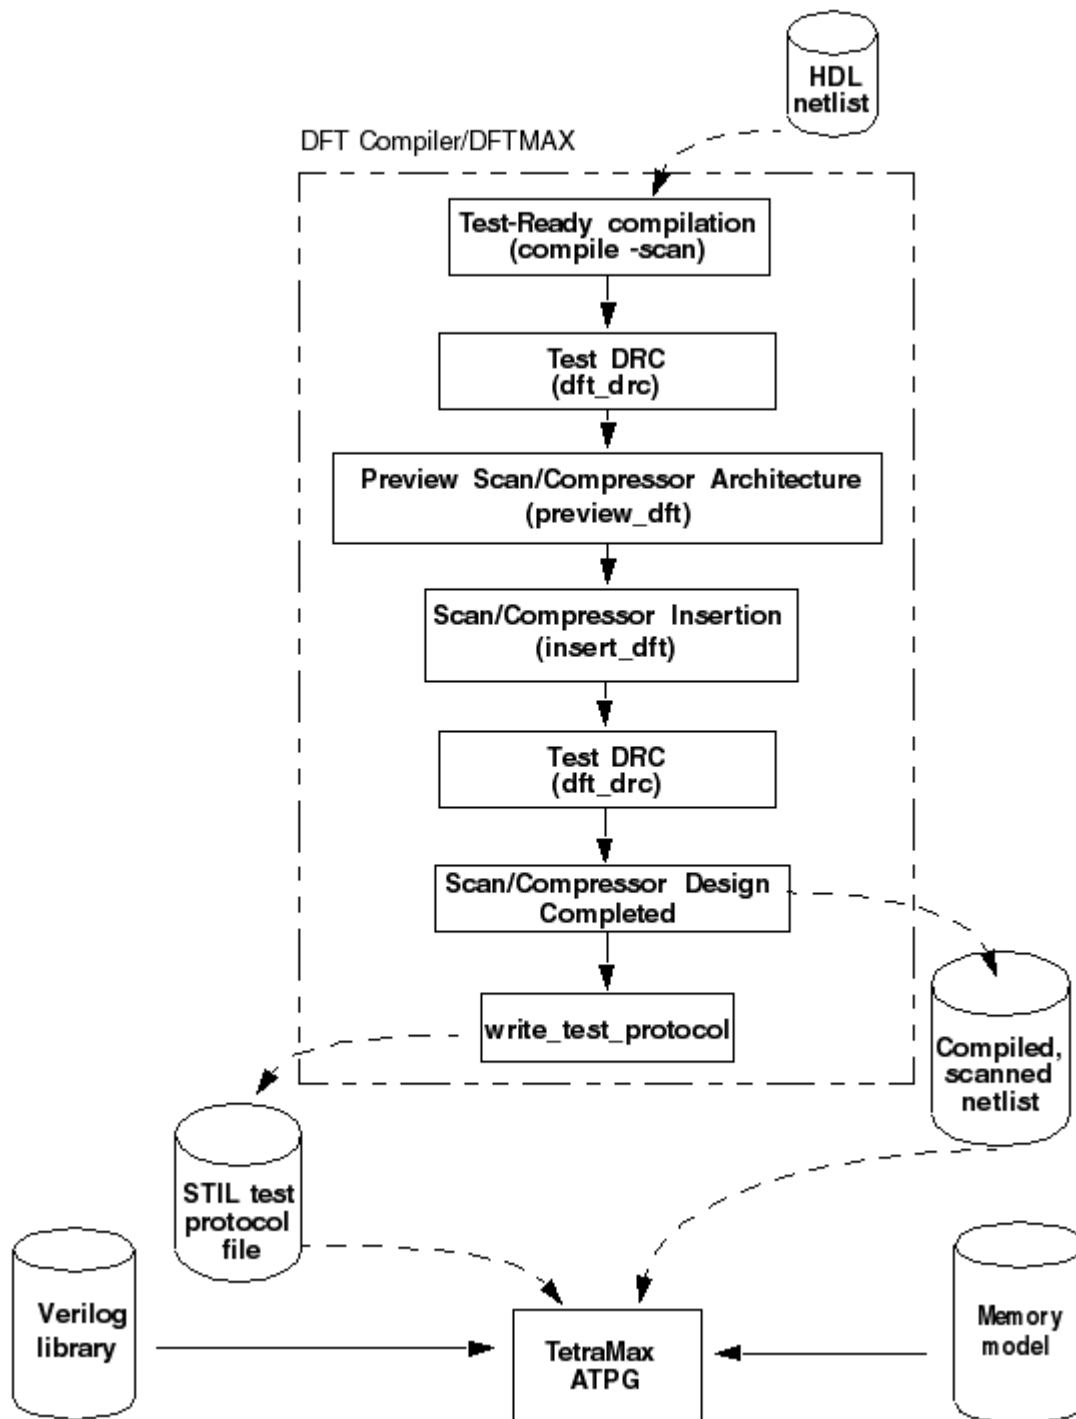 HDL
netlist
DFT Compiler/DFTMAX
Test-Ready compilation
(compile -scan)
Test DRC
(dft_drc)
Preview Scan/Compressor Architecture
(preview_dft)
Scan/Compressor Insertion
(insert_dft)
Test DRC
(dft_drc)
Scan/Compressor Design
Completed
write_test_protocol
Compiled,
scanned
netlist
STIL test
protocol
file
Verilog
library
TetraMax
ATPG
Memory
model